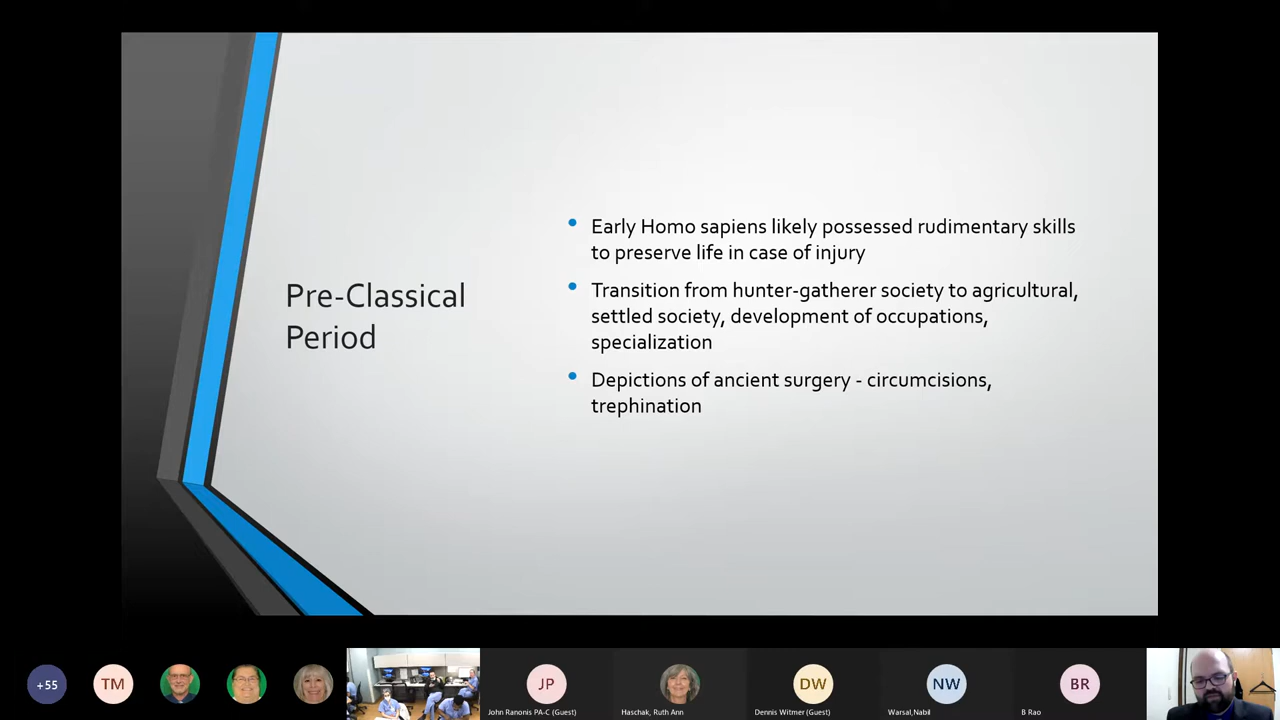 Pre-Classical
Period
Early Homo sapiens likely possessed rudimentary skills
to preserve life in case of injury
Transition from hunter-gatherer society to agricultural,
settled society, development of occupations,
specialization
Depictions of ancient surgery - circumcisions,
trephination
+55
TM
JP
DW
NW
BR
John Ranonis PA-C (Guest)
Haschak, Ruth Ann
Dennis Witmer (Guest)
Warsal,Nabil
B Rao